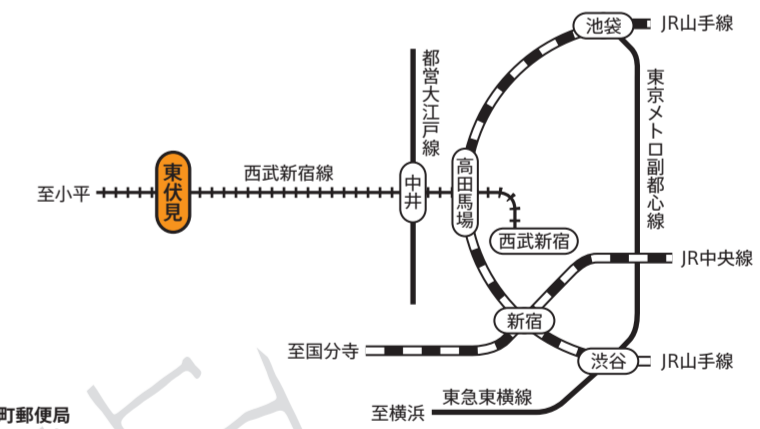 池袋
JR山手線
都営大江戸線
東京メトロ副都心線
至小平
東伏見
西武新宿線
中井
高田馬場
西武新宿
JR中央線
新宿
至国分寺
渋谷
JR山手線
東急東横線
至横浜
町郵便局